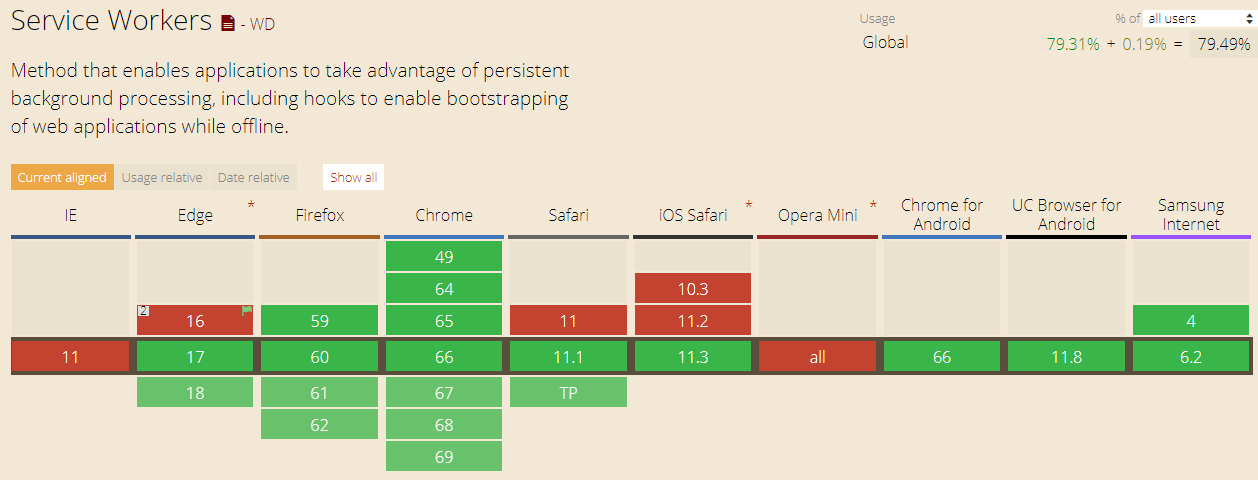 Service Workers - WD
Usage % of all users
Global 79.31% + 0.19% = 79.49%
Method that enables applications to take advantage of persistent
background processing, including hooks to enable bootstrapping
of web applications while offline.
Current aligned Usage relative Date relative Show all
IE Edge * Firefox Chrome Safari iOS Safari * Opera Mini * Chrome for Android UC Browser for Android Samsung Internet
49
64 10.3
2 16 59 65 11 11.2 4
11 17 60 66 11.1 11.3 all 66 11.8 6.2
18 61 67 TP
62 68
69